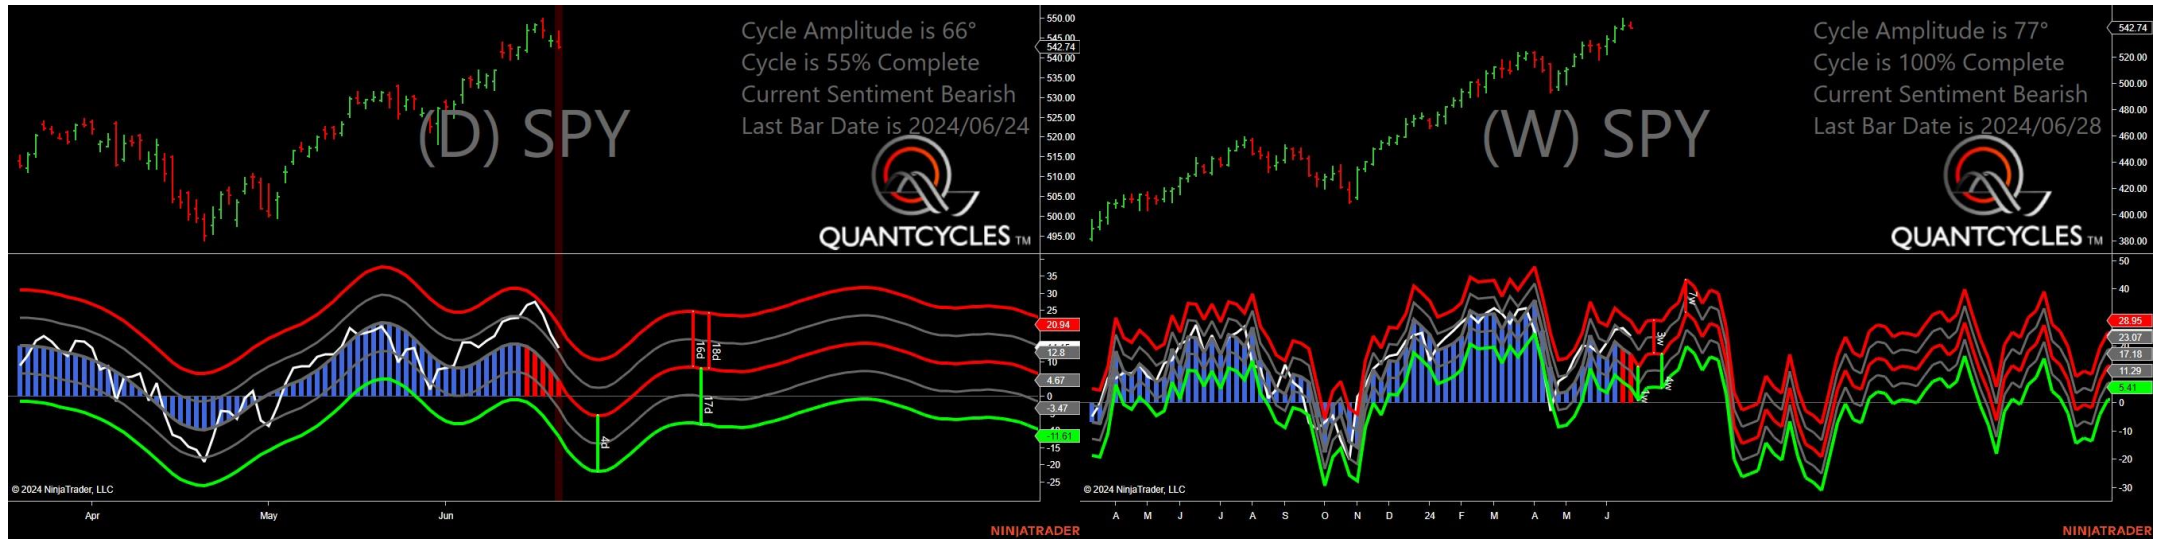 Cycle Amplitude is 66°
Cycle is 55% Complete
Current Sentiment Bearish
Last Bar Date is 2024/06/24
(D) SPY
QUANTCYCLES TM
550.00
545.00
542.74
540.00
535.00
530.00
525.00
520.00
515.00
510.00
505.00
500.00
495.00
35
30
25
20.94
12.8
10
4.67
0
-3.47
-11.61
-15
-20
-25
16d
18d
17d
4d
© 2024 NinjaTrader, LLC
Apr
May
Jun
NINJATRADER
Cycle Amplitude is 77°
Cycle is 100% Complete
Current Sentiment Bearish
Last Bar Date is 2024/06/28
(W) SPY
QUANTCYCLES TM
542.74
520.00
500.00
480.00
460.00
440.00
420.00
400.00
380.00
50
40
28.95
23.07
17.18
11.29
5.41
0
-10
-20
-30
7w
3w
4w
© 2024 NinjaTrader, LLC
A M J J A S O N D 24 F M A M J
NINJATRADER